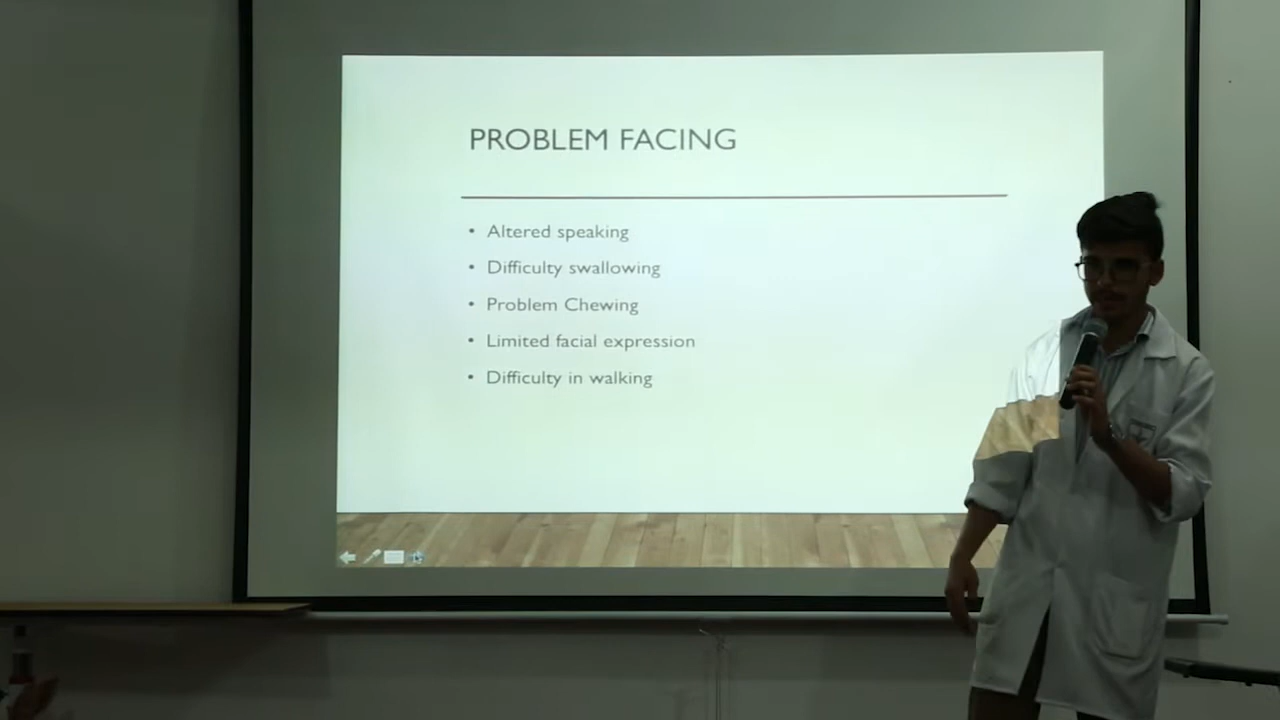 PROBLEM FACING
• Altered speaking
• Difficulty swallowing
• Problem Chewing
• Limited facial expression
• Difficulty in walking